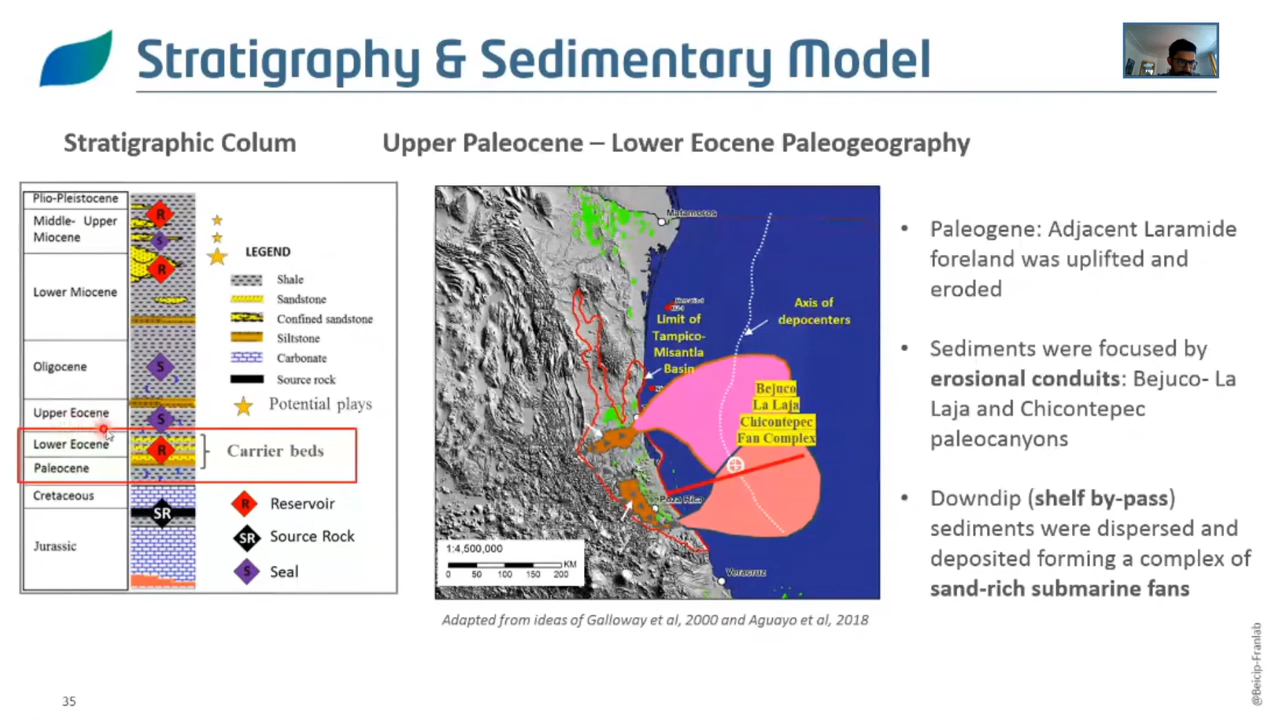 Stratigraphy & Sedimentary Model
Stratigraphic Colum
Upper Paleocene – Lower Eocene Paleogeography
Plio-Pleistocene
Middle- Upper
Miocene
Lower Miocene
Oligocene
Upper Eocene
Lower Eocene
Paleocene
Cretaceous
Jurassic
R
S
R
S
S
R
SR
LEGEND
Shale
Sandstone
Confined sandstone
Siltstone
Carbonate
Source rock
Potential plays
Carrier beds
R
Reservoir
SR
Source Rock
S
Seal
Matamoros
Limit of
Tampico-
Misantla
Basin
Axis of
depocenters
Bejuco
La Laja
Chicontepec
Fan Complex
Poza Rica
Veracruz
1:4,500,000
KM
0 50 100 150 200
Adapted from ideas of Galloway et al, 2000 and Aguayo et al, 2018
• Paleogene: Adjacent Laramide
foreland was uplifted and
eroded
• Sediments were focused by
erosional conduits: Bejuco- La
Laja and Chicontepec
paleocanyons
• Downdip (shelf by-pass)
sediments were dispersed and
deposited forming a complex of
sand-rich submarine fans
@Beicip-Franlab
35